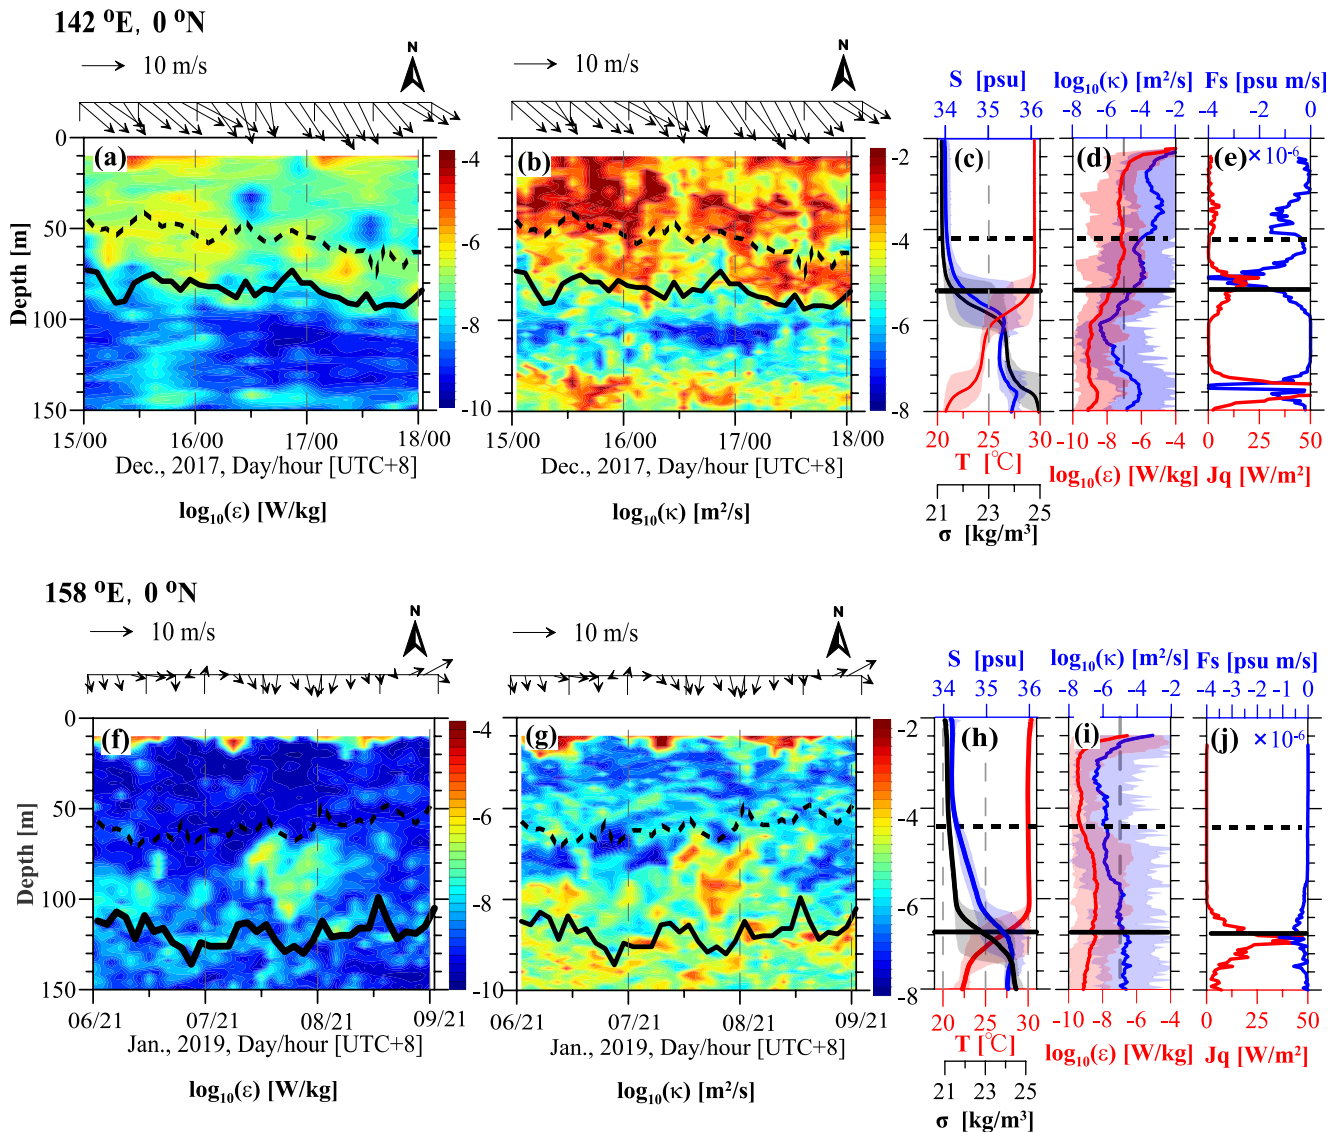 142 °E, 0 °N
10 m/s
N
10 m/s
N
S [psu]
34 35 36
log10(κ) [m²/s]
-8 -6 -4 -2
Fs [psu m/s]
-4 -2 0
0
50
100
150
Depth [m]
(a)
-4
-6
-8
-10
(b)
-2
-4
-6
-8
(c)
(d)
(e)
×10⁻⁶
15/00 16/00 17/00 18/00
Dec., 2017, Day/hour [UTC+8]
log10(ε) [W/kg]
15/00 16/00 17/00 18/00
Dec., 2017, Day/hour [UTC+8]
log10(κ) [m²/s]
20 25 30
T [℃]
21 23 25
σ [kg/m³]
-10 -8 -6 -4
log10(ε) [W/kg]
0 50
Jq [W/m²]
158 °E, 0 °N
10 m/s
N
10 m/s
N
S [psu]
34 35 36
log10(κ) [m²/s]
-8 -6 -4 -2
Fs [psu m/s]
-4 -3 -2 -1 0
0
50
100
150
Depth [m]
(f)
-4
-6
-8
-10
(g)
-2
-4
-6
-8
(h)
(i)
(j)
×10⁻⁶
06/21 07/21 08/21 09/21
Jan., 2019, Day/hour [UTC+8]
log10(ε) [W/kg]
06/21 07/21 08/21 09/21
Jan., 2019, Day/hour [UTC+8]
log10(κ) [m²/s]
20 25 30
T [℃]
21 23 25
σ [kg/m³]
-10 -8 -6 -4
log10(ε) [W/kg]
0 25 50
Jq [W/m²]